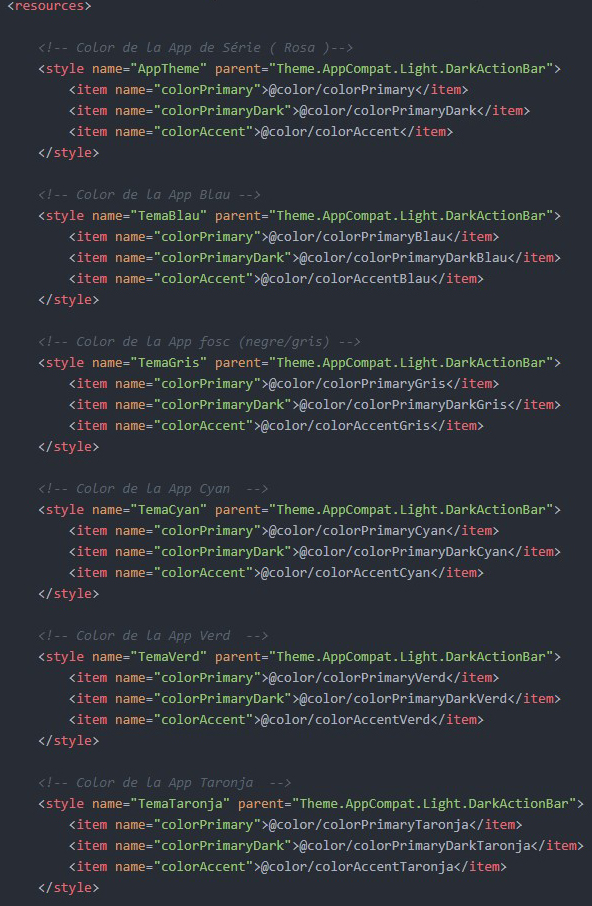 <resources>
<!-- Color de la App de Série ( Rosa )-->
<style name="AppTheme" parent="Theme.AppCompat.Light.DarkActionBar">
<item name="colorPrimary">@color/colorPrimary</item>
<item name="colorPrimaryDark">@color/colorPrimaryDark</item>
<item name="colorAccent">@color/colorAccent</item>
</style>
<!-- Color de la App Blau -->
<style name="TemaBlau" parent="Theme.AppCompat.Light.DarkActionBar">
<item name="colorPrimary">@color/colorPrimaryBlau</item>
<item name="colorPrimaryDark">@color/colorPrimaryDarkBlau</item>
<item name="colorAccent">@color/colorAccentBlau</item>
</style>
<!-- Color de la App fosc (negre/gris) -->
<style name="TemaGris" parent="Theme.AppCompat.Light.DarkActionBar">
<item name="colorPrimary">@color/colorPrimaryGris</item>
<item name="colorPrimaryDark">@color/colorPrimaryDarkGris</item>
<item name="colorAccent">@color/colorAccentGris</item>
</style>
<!-- Color de la App Cyan  -->
<style name="TemaCyan" parent="Theme.AppCompat.Light.DarkActionBar">
<item name="colorPrimary">@color/colorPrimaryCyan</item>
<item name="colorPrimaryDark">@color/colorPrimaryDarkCyan</item>
<item name="colorAccent">@color/colorAccentCyan</item>
</style>
<!-- Color de la App Verd  -->
<style name="TemaVerd" parent="Theme.AppCompat.Light.DarkActionBar">
<item name="colorPrimary">@color/colorPrimaryVerd</item>
<item name="colorPrimaryDark">@color/colorPrimaryDarkVerd</item>
<item name="colorAccent">@color/colorAccentVerd</item>
</style>
<!-- Color de la App Taronja  -->
<style name="TemaTaronja" parent="Theme.AppCompat.Light.DarkActionBar">
<item name="colorPrimary">@color/colorPrimaryTaronja</item>
<item name="colorPrimaryDark">@color/colorPrimaryDarkTaronja</item>
<item name="colorAccent">@color/colorAccentTaronja</item>
</style>